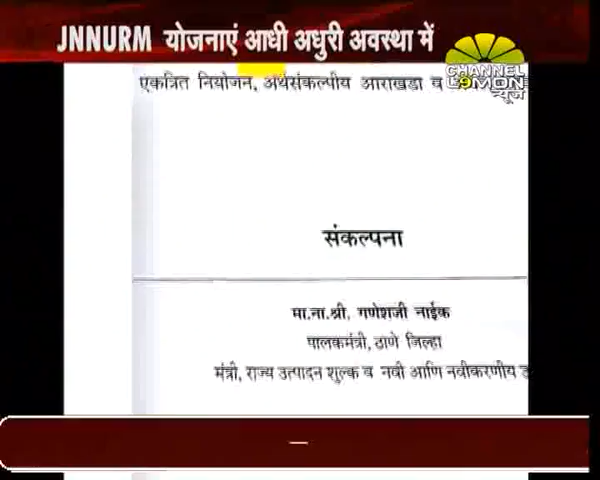 JNNURM योजनाएं आधी अधुरी अवस्था में
CHANNEL
LEMON
न्यूज
एकत्रित नियोजन, अर्थसंकल्पीय आराखडा व
संकल्पना
मा.ना.श्री. गणेशजी नाईक
पालकमंत्री, ठाणे जिल्हा
मंत्री, राज्य उत्पादन शुल्क व नवी आणि नवीकरणीय